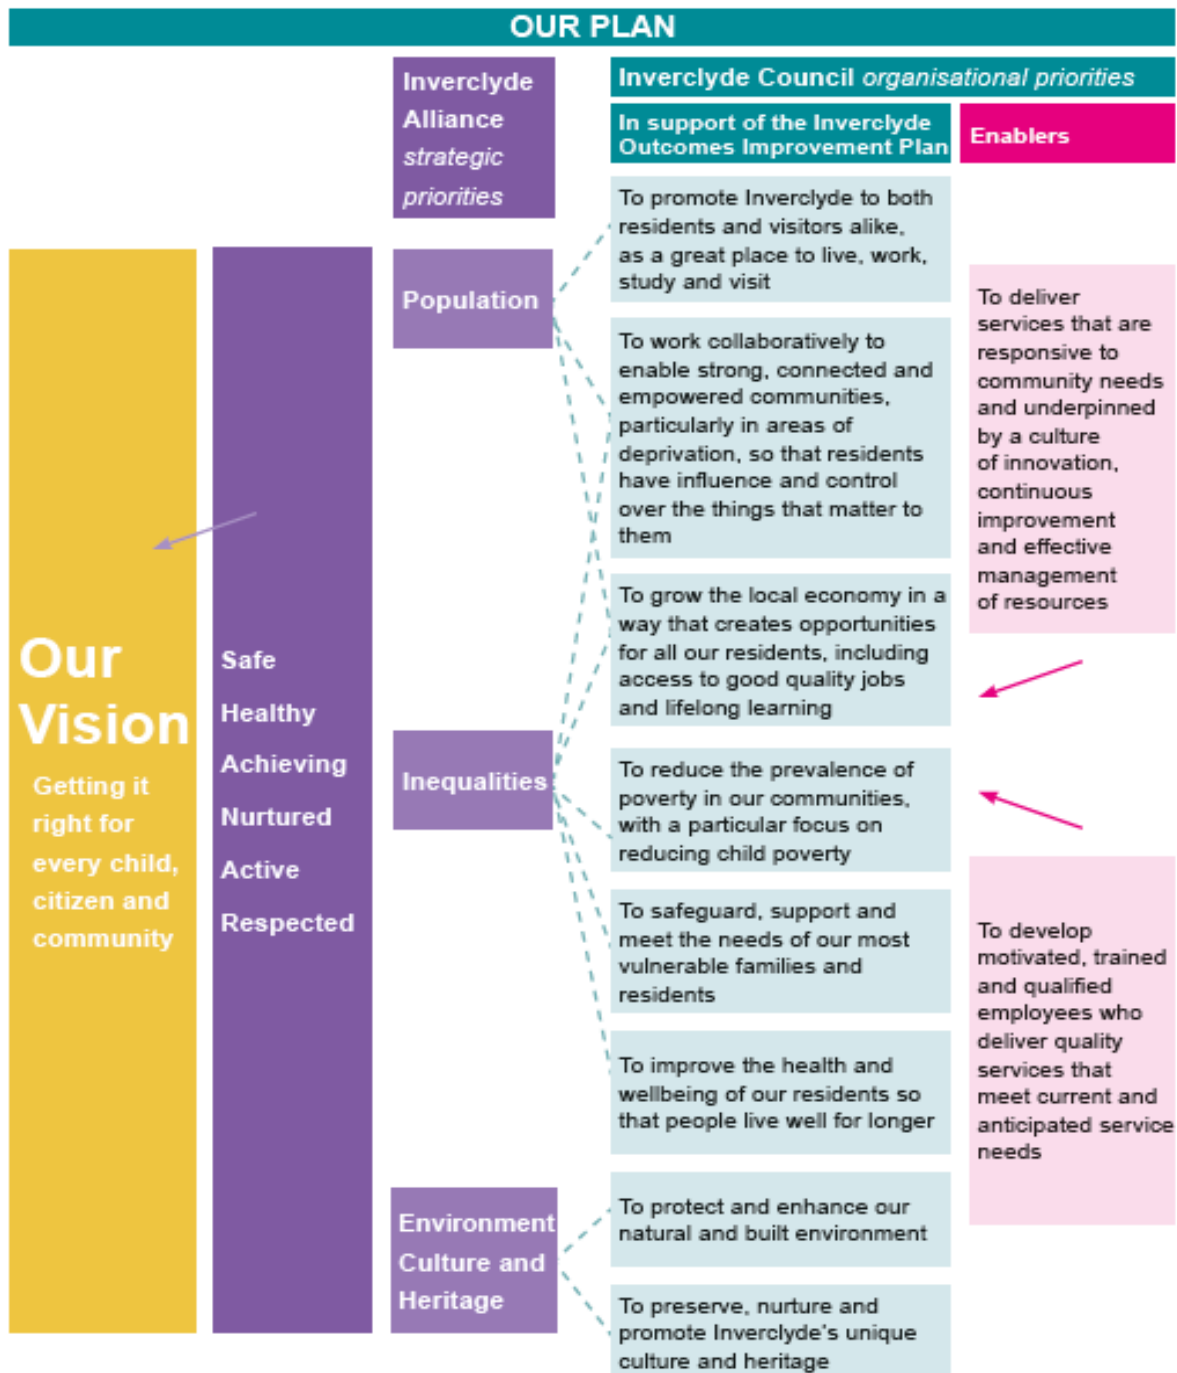 OUR PLAN
Inverclyde
Alliance
strategic
priorities
Inverclyde Council organisational priorities
In support of the Inverclyde
Outcomes Improvement Plan
Enablers
Our
Vision
Getting it
right for
every child,
citizen and
community
Safe
Healthy
Achieving
Nurtured
Active
Respected
Population
Inequalities
Environment
Culture and
Heritage
To promote Inverclyde to both
residents and visitors alike,
as a great place to live, work,
study and visit
To work collaboratively to
enable strong, connected and
empowered communities,
particularly in areas of
deprivation, so that residents
have influence and control
over the things that matter to
them
To grow the local economy in a
way that creates opportunities
for all our residents, including
access to good quality jobs
and lifelong learning
To reduce the prevalence of
poverty in our communities,
with a particular focus on
reducing child poverty
To safeguard, support and
meet the needs of our most
vulnerable families and
residents
To improve the health and
wellbeing of our residents so
that people live well for longer
To protect and enhance our
natural and built environment
To preserve, nurture and
promote Inverclyde's unique
culture and heritage
To deliver
services that are
responsive to
community needs
and underpinned
by a culture
of innovation,
continuous
improvement
and effective
management
of resources
To develop
motivated, trained
and qualified
employees who
deliver quality
services that
meet current and
anticipated service
needs